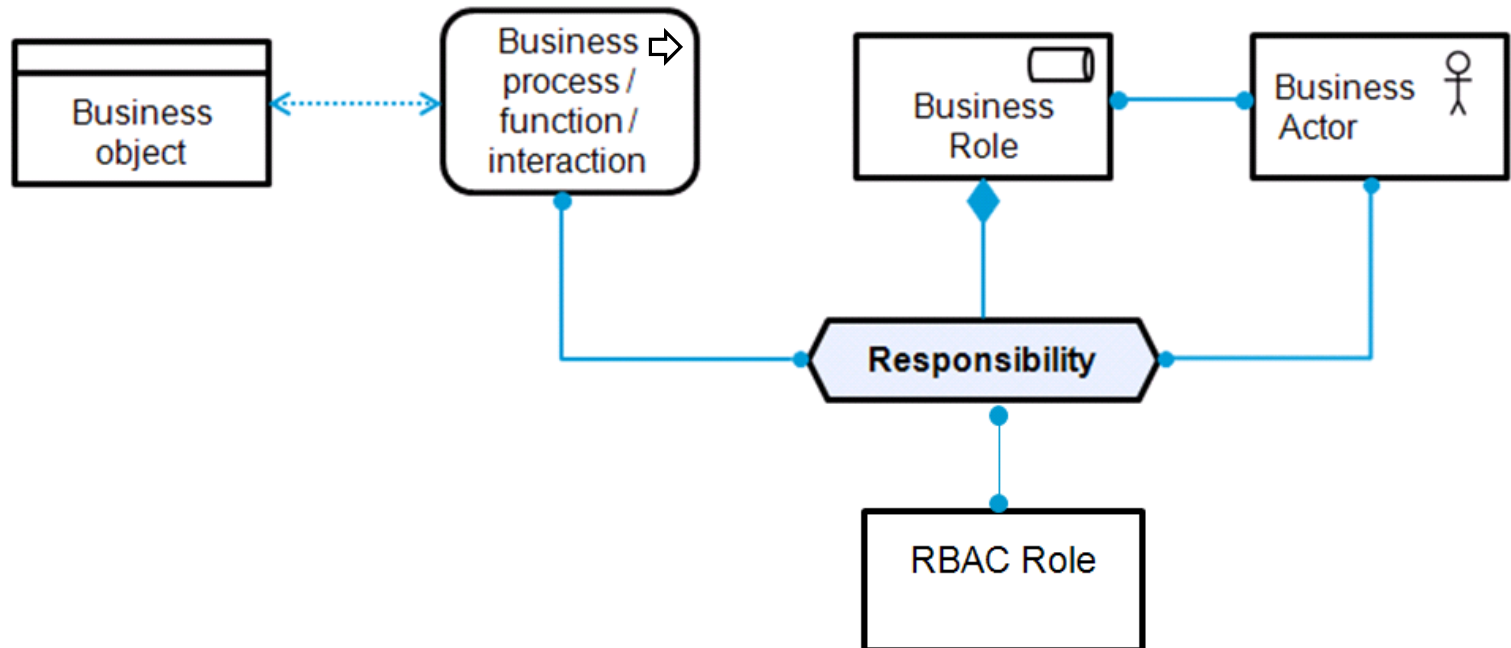 Business
object
Business
process /
function /
interaction
Business
Role
Business
Actor
Responsibility
RBAC Role